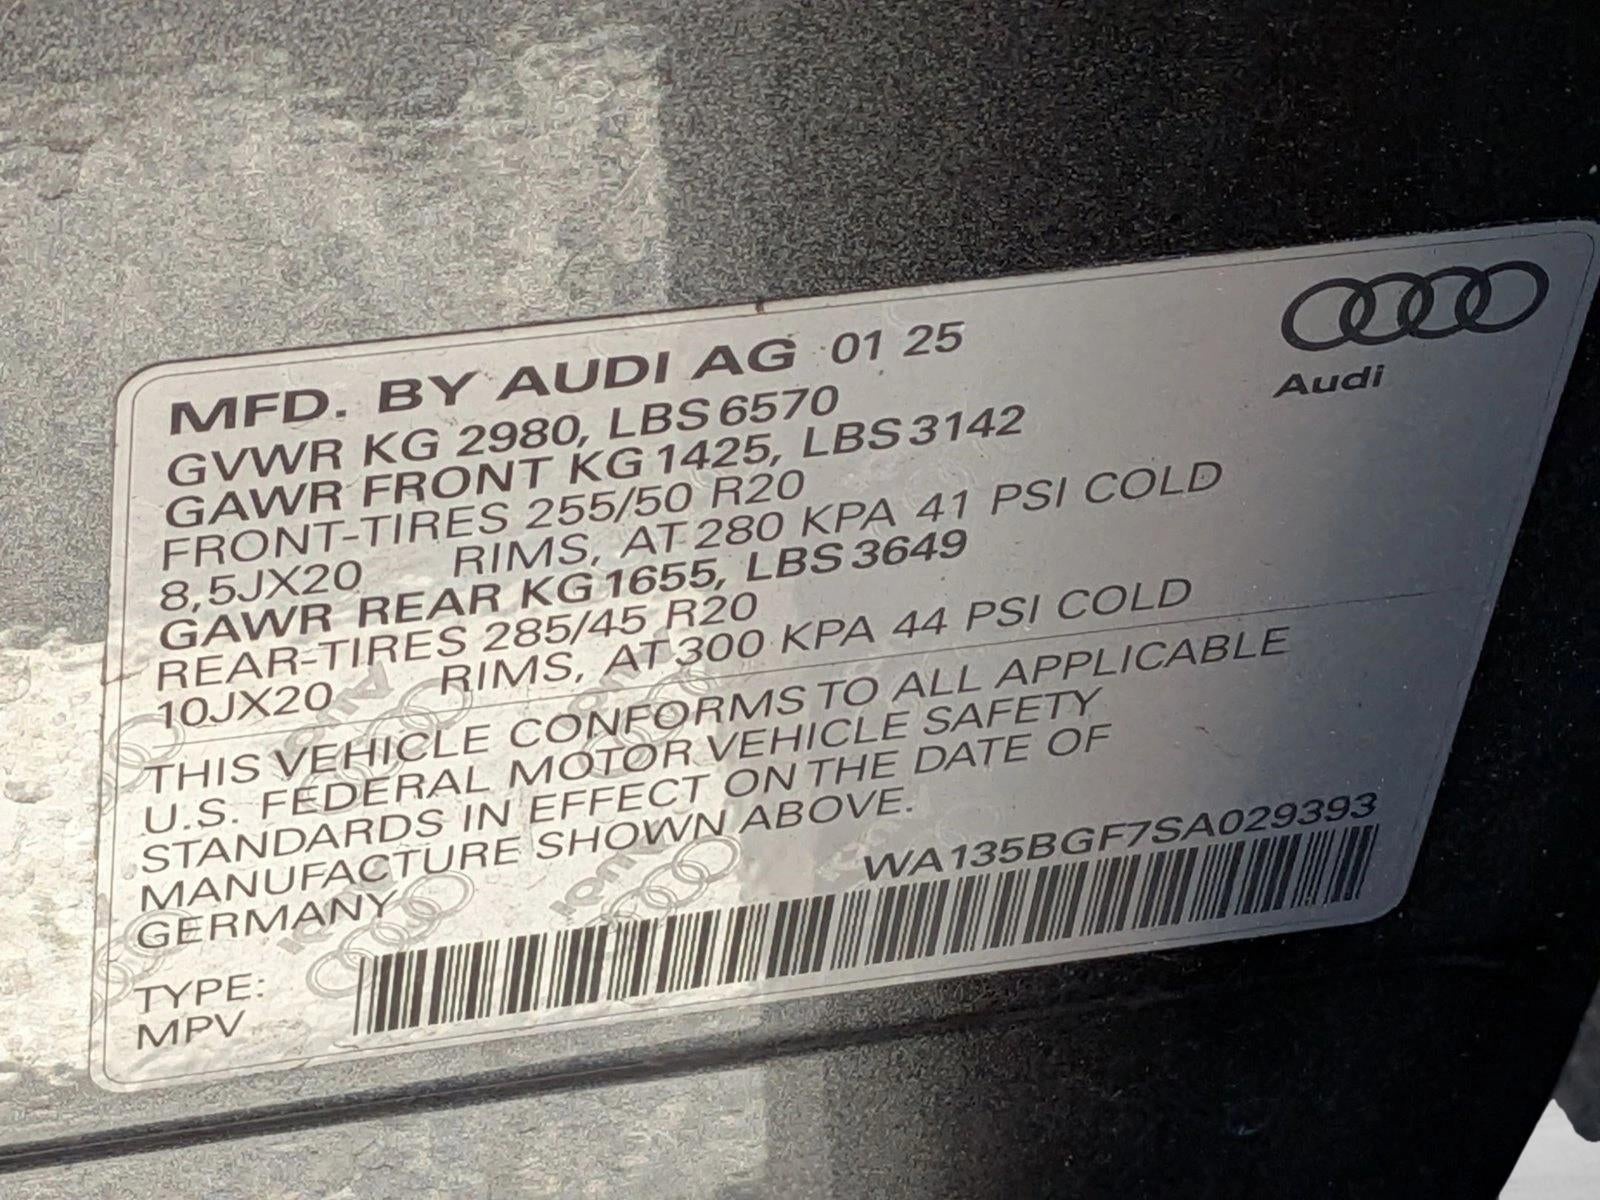 Audi
MFD. BY AUDI AG 01 25
GVWR KG 2980, LBS 6570
GAWR FRONT KG 1425, LBS 3142
FRONT-TIRES 255/50 R20
8,5JX20 RIMS, AT 280 KPA 41 PSI COLD
GAWR REAR KG 1655, LBS 3649
REAR-TIRES 285/45 R20
10JX20 RIMS, AT 300 KPA 44 PSI COLD
THIS VEHICLE CONFORMS TO ALL APPLICABLE
U.S. FEDERAL MOTOR VEHICLE SAFETY
STANDARDS IN EFFECT ON THE DATE OF
MANUFACTURE SHOWN ABOVE.
GERMANY
WA135BGF7SA029393
TYPE:
MPV